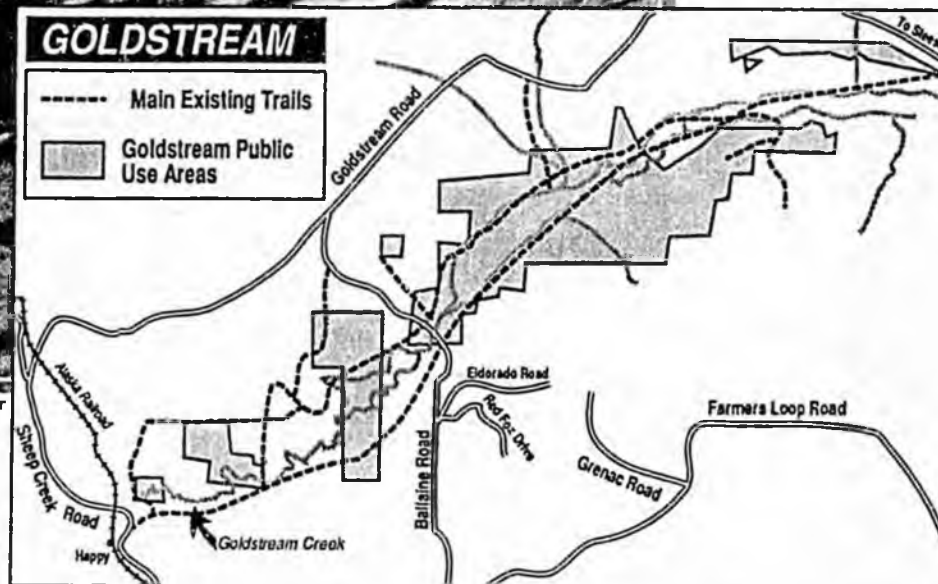 GOLDSTREAM
Main Existing Trails
Goldstream Public
Use Areas
Goldstream Road
To
Alaska Railroad
Sheep Creek Road
Happy
Goldstream Creek
Ballaine Road
Eldorado Road
Red Fox Drive
Grenac Road
Farmers Loop Road